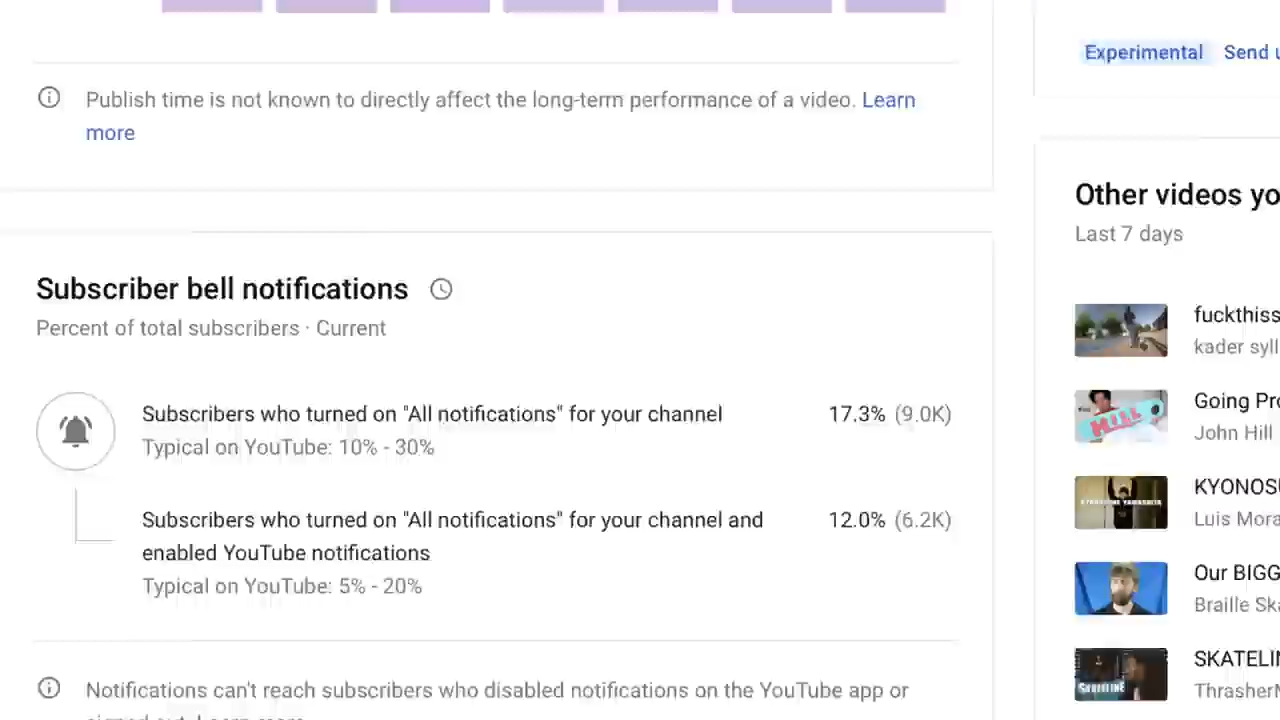 Publish time is not known to directly affect the long-term performance of a video. Learn
more
Subscriber bell notifications
Percent of total subscribers · Current
Subscribers who turned on "All notifications" for your channel 17.3% (9.0K)
Typical on YouTube: 10% - 30%
Subscribers who turned on "All notifications" for your channel and 12.0% (6.2K)
enabled YouTube notifications
Typical on YouTube: 5% - 20%
Notifications can't reach subscribers who disabled notifications on the YouTube app or
Experimental Send u
Other videos yo
Last 7 days
fuckthiss
kader syll
Going Pro
John Hill
KYONOSU
Luis Mora
Our BIGG
Braille Ska
SKATELIN
ThrasherM